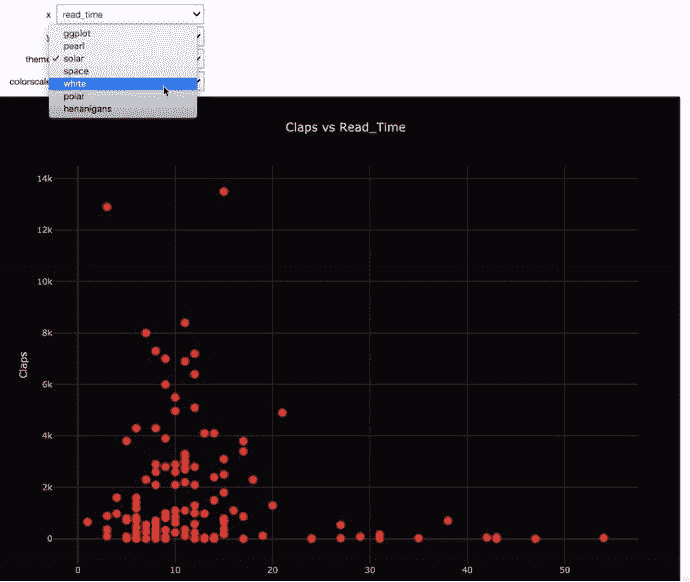 x read_time
ggplot
pearl
theme ✓ solar
space
colorscale white
polar
henanigans
Claps vs Read_Time
14k
12k
10k
8k
6k
4k
2k
0
Claps
0 10 20 30 40 50